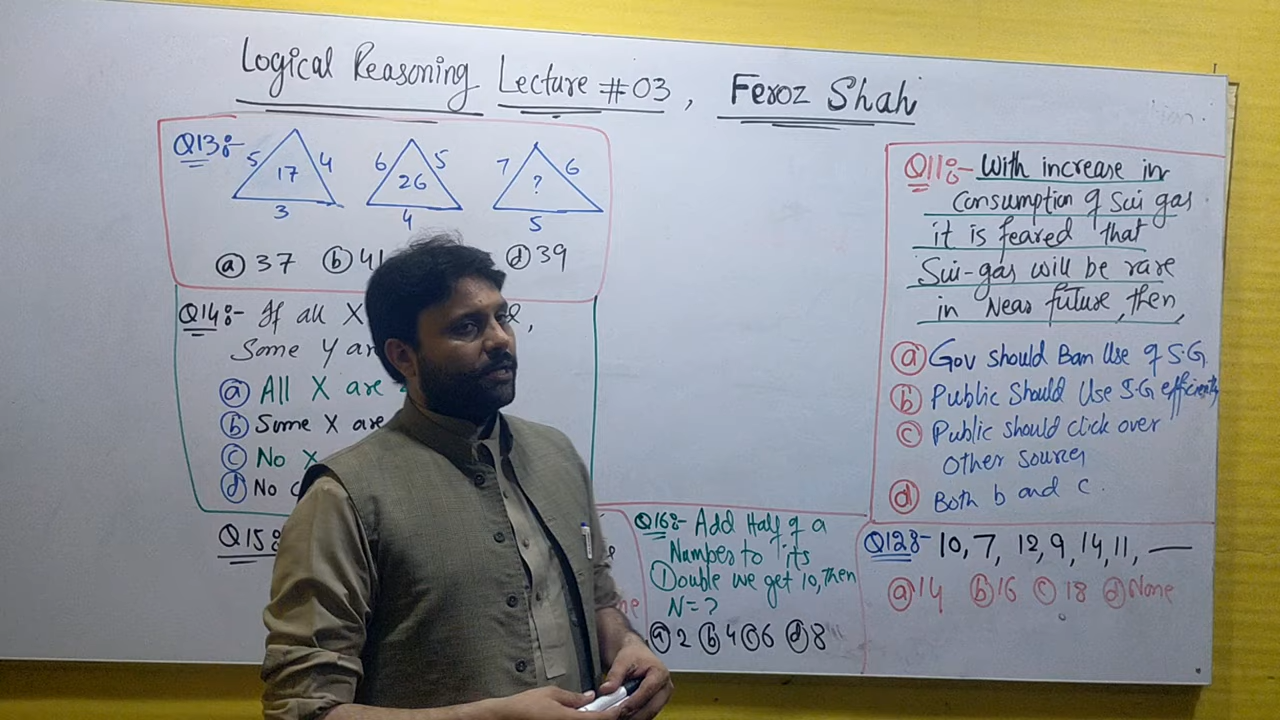 Logical Reasoning Lecture #03, Feroz Shah
Q13:-
5 17 4
3
6 26 5
4
7 ? 6
5
a 37 b 41 d 39
Q14:- If all X
Some Y are
a All X are
b Some X are
c No X
d No
Q15:
Q16:- Add Half of a
Number to its
Double we get 10, then
N = ?
a 2 b 4 c 6 d 8
Q11:- With increase in
consumption of Sui gas
it is feared that
Sui-gas will be rare
in Near future, then,
a Gov should Ban Use of S.G.
b Public Should Use S.G efficiently
c Public should click over
Other sources
d Both b and c.
Q12:- 10, 7, 12, 9, 14, 11, __
a 14 b 16 c 18 d None